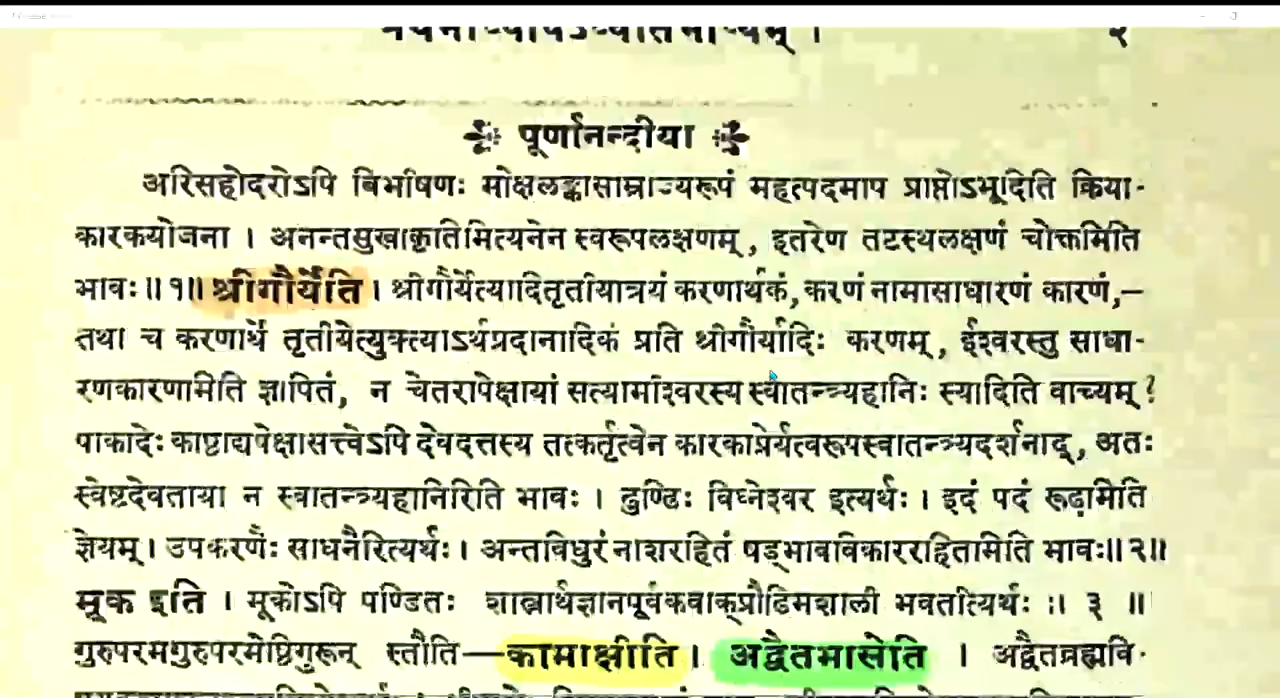 पूर्णानन्दीया
अरिसहोदरोऽपि बिभीषणः मोक्षलङ्कासाम्राज्यरूपं महत्पदमाप प्राप्तोऽभूदिति क्रिया-
कारकयोजना । अनन्तसुखाकृतिमित्यनेन स्वरूपलक्षणम्, इतरेण तटस्थलक्षणं चोक्तमिति
भावः ॥ १॥ श्रीगौर्येति । श्रीगौर्येत्यादितृतीयात्रयं करणार्थकं, करणं नामासाधारणं कारणं,—
तथा च करणार्थे तृतीयेत्युक्त्याऽर्थप्रदानादिकं प्रति श्रीगौर्यादिः करणम्, ईश्वरस्तु साधा-
रणकारणमिति ज्ञापितं, न चेतरापेक्षायां सत्यामीश्वरस्य स्वातन्त्र्यहानिः स्यादिति वाच्यम् ?
पाकादेः काष्ठाद्यपेक्षासत्त्वेऽपि देवदत्तस्य तत्कर्तृत्वेन कारकाप्रेर्यत्वरूपस्वातन्त्र्यदर्शनाद्, अतः
स्वेष्टदेवताया न स्वातन्त्र्यहानिरिति भावः । ढुण्ढिः विघ्नेश्वर इत्यर्थः । इदं पदं रूढमिति
ज्ञेयम् । उपकरणैः साधनैरित्यर्थः । अन्तविधुरं नाशरहितं षड्भावविकाररहितमिति भावः॥ २॥
मूक इति । मूकोऽपि पण्डितः शास्त्रार्थज्ञानपूर्वकवाक्प्रौढिमशाली भवतीत्यर्थः ॥ ३ ॥
गुरुपरमगुरुपरमेष्ठिगुरून् स्तौति—कामाक्षीति । अद्वैतभासेति । अद्वैतब्रह्मवि-